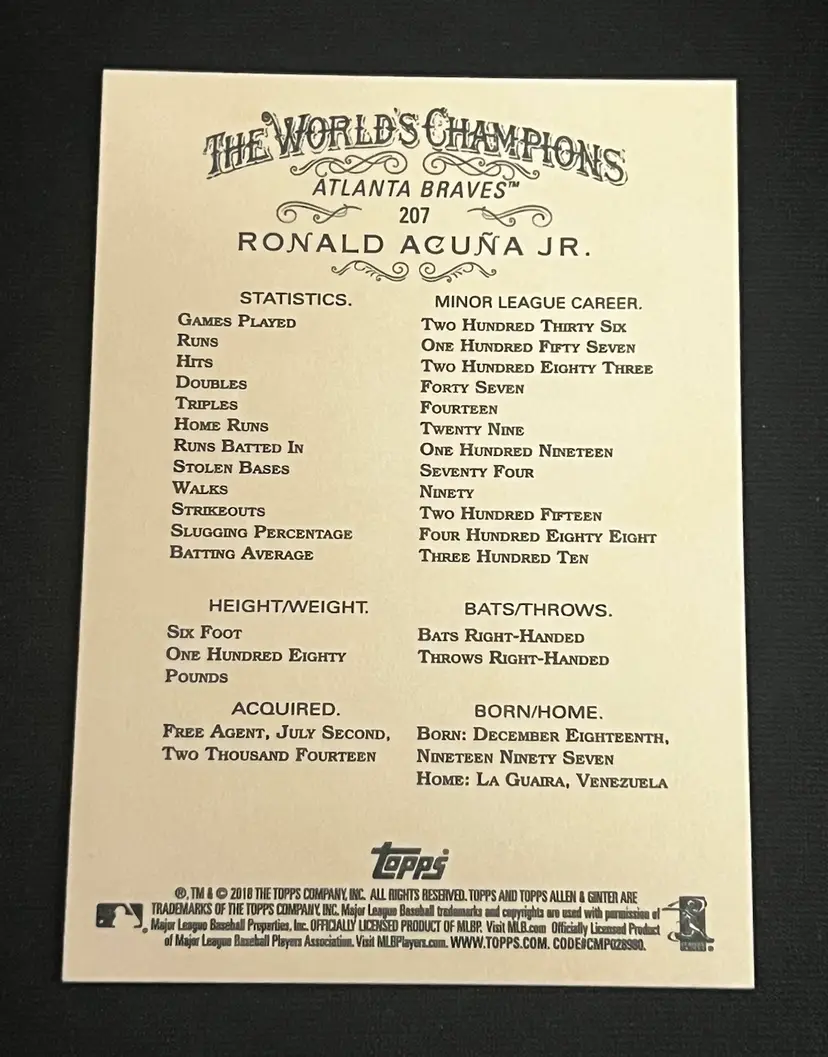 THE WORLD'S CHAMPIONS
ATLANTA BRAVES™
207
RONALD ACUÑA JR.
STATISTICS. MINOR LEAGUE CAREER.
GAMES PLAYED TWO HUNDRED THIRTY SIX
RUNS ONE HUNDRED FIFTY SEVEN
HITS TWO HUNDRED EIGHTY THREE
DOUBLES FORTY SEVEN
TRIPLES FOURTEEN
HOME RUNS TWENTY NINE
RUNS BATTED IN ONE HUNDRED NINETEEN
STOLEN BASES SEVENTY FOUR
WALKS NINETY
STRIKEOUTS TWO HUNDRED FIFTEEN
SLUGGING PERCENTAGE FOUR HUNDRED EIGHTY EIGHT
BATTING AVERAGE THREE HUNDRED TEN
HEIGHT/WEIGHT.
SIX FOOT
ONE HUNDRED EIGHTY
POUNDS
BATS/THROWS.
BATS RIGHT-HANDED
THROWS RIGHT-HANDED
ACQUIRED.
FREE AGENT, JULY SECOND,
TWO THOUSAND FOURTEEN
BORN/HOME.
BORN: DECEMBER EIGHTEENTH,
NINETEEN NINETY SEVEN
HOME: LA GUAIRA, VENEZUELA
topps
®, TM & © 2018 THE TOPPS COMPANY, INC. ALL RIGHTS RESERVED. TOPPS AND TOPPS ALLEN & GINTER ARE
TRADEMARKS OF THE TOPPS COMPANY, INC. Major League Baseball trademarks and copyrights are used with permission of
Major League Baseball Properties, Inc. OFFICIALLY LICENSED PRODUCT OF MLBP. Visit MLB.com Officially Licensed Product
of Major League Baseball Players Association. Visit MLBPlayers.com. WWW.TOPPS.COM. CODE#CMP028980.